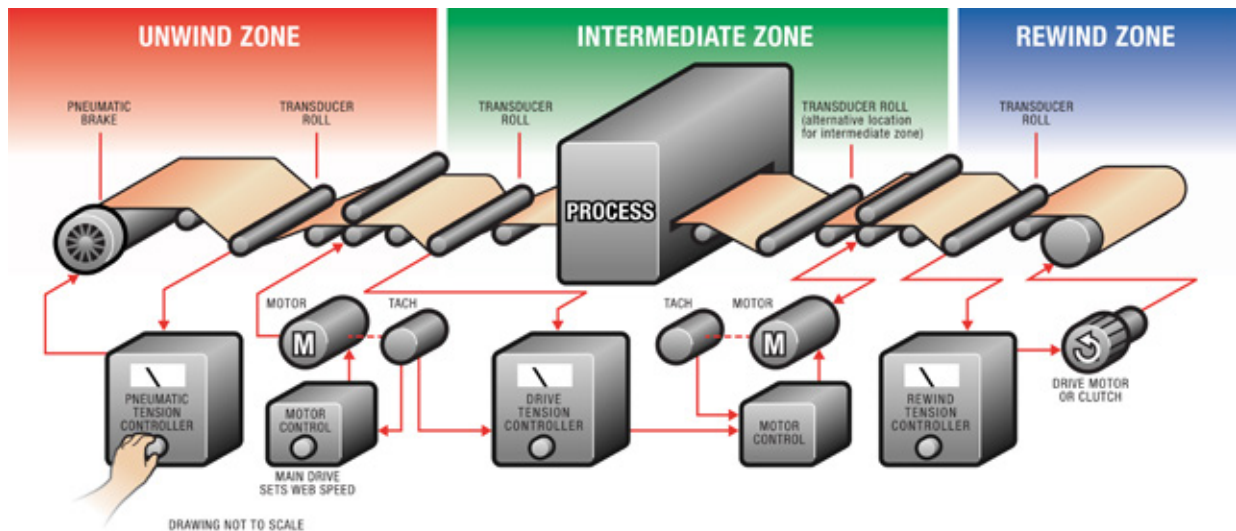 UNWIND ZONE
INTERMEDIATE ZONE
REWIND ZONE
PNEUMATIC
BRAKE
TRANSDUCER
ROLL
TRANSDUCER
ROLL
TRANSDUCER ROLL
(alternative location
for intermediate zone)
TRANSDUCER
ROLL
PROCESS
MOTOR
TACH
TACH
MOTOR
M
M
PNEUMATIC
TENSION
CONTROLLER
MOTOR
CONTROL
MAIN DRIVE
SETS WEB SPEED
DRIVE
TENSION
CONTROLLER
MOTOR
CONTROL
REWIND
TENSION
CONTROLLER
DRIVE MOTOR
OR CLUTCH
DRAWING NOT TO SCALE